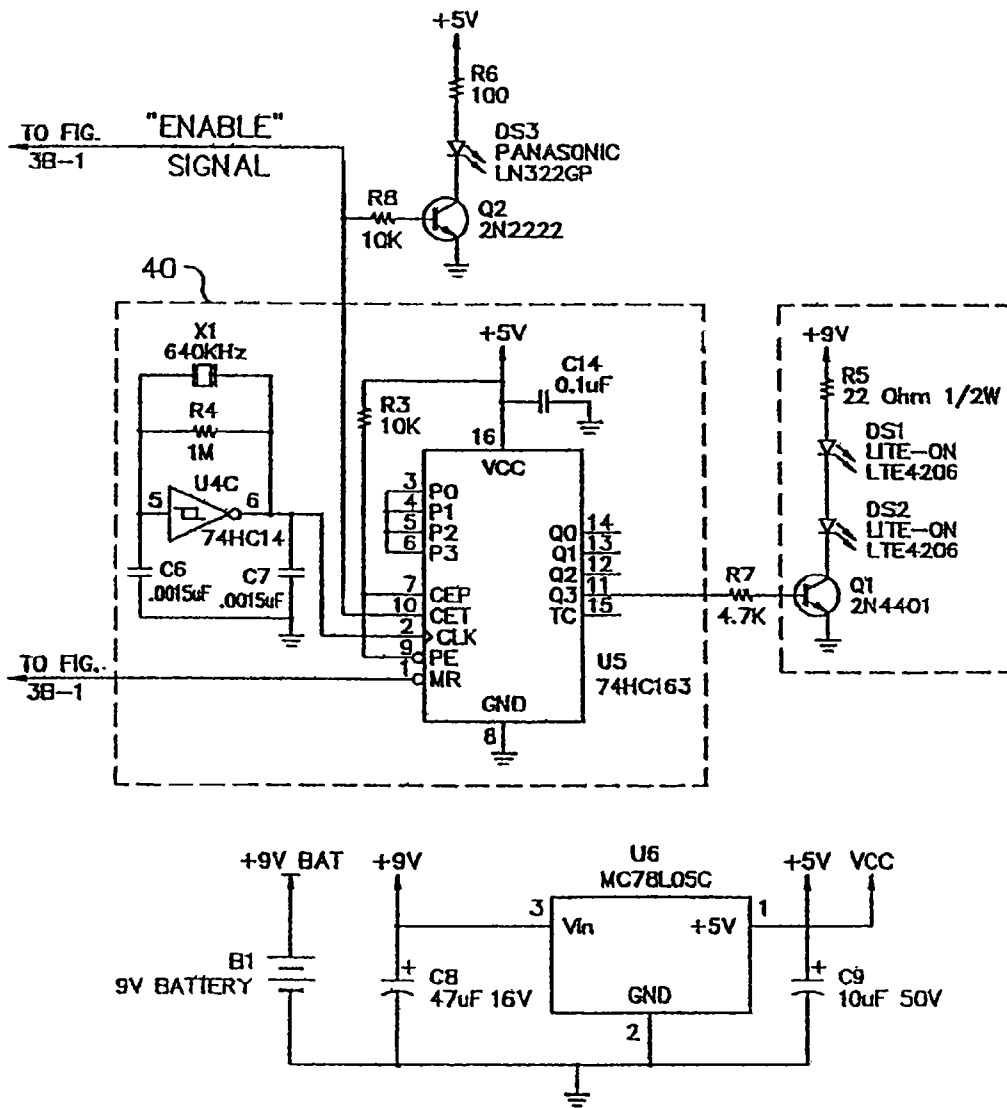 +5V
R6
100
DS3
PANASONIC
LN322GP
TO FIG.
3B-1
"ENABLE"
SIGNAL
R8
10K
Q2
2N2222
40
X1
640KHz
R4
1M
U4C
5
6
74HC14
C6
.0015uF
C7
.0015uF
TO FIG.
3B-1
+5V
C14
0.1uF
R3
10K
16
VCC
3
P0
4
P1
5
P2
6
P3
7
CEP
10
CET
2
CLK
9
PE
1
MR
GND
8
Q0
14
Q1
13
Q2
12
Q3
11
TC
15
U5
74HC163
R7
4.7K
+9V
R5
22 Ohm 1/2W
DS1
LITE-ON
LTE4206
DS2
LITE-ON
LTE4206
Q1
2N4401
+9V BAT
B1
9V BATTERY
+9V
C8
+
47uF 16V
U6
MC78L05C
3
Vin
+5V
1
GND
2
+5V
VCC
+
C9
10uF 50V